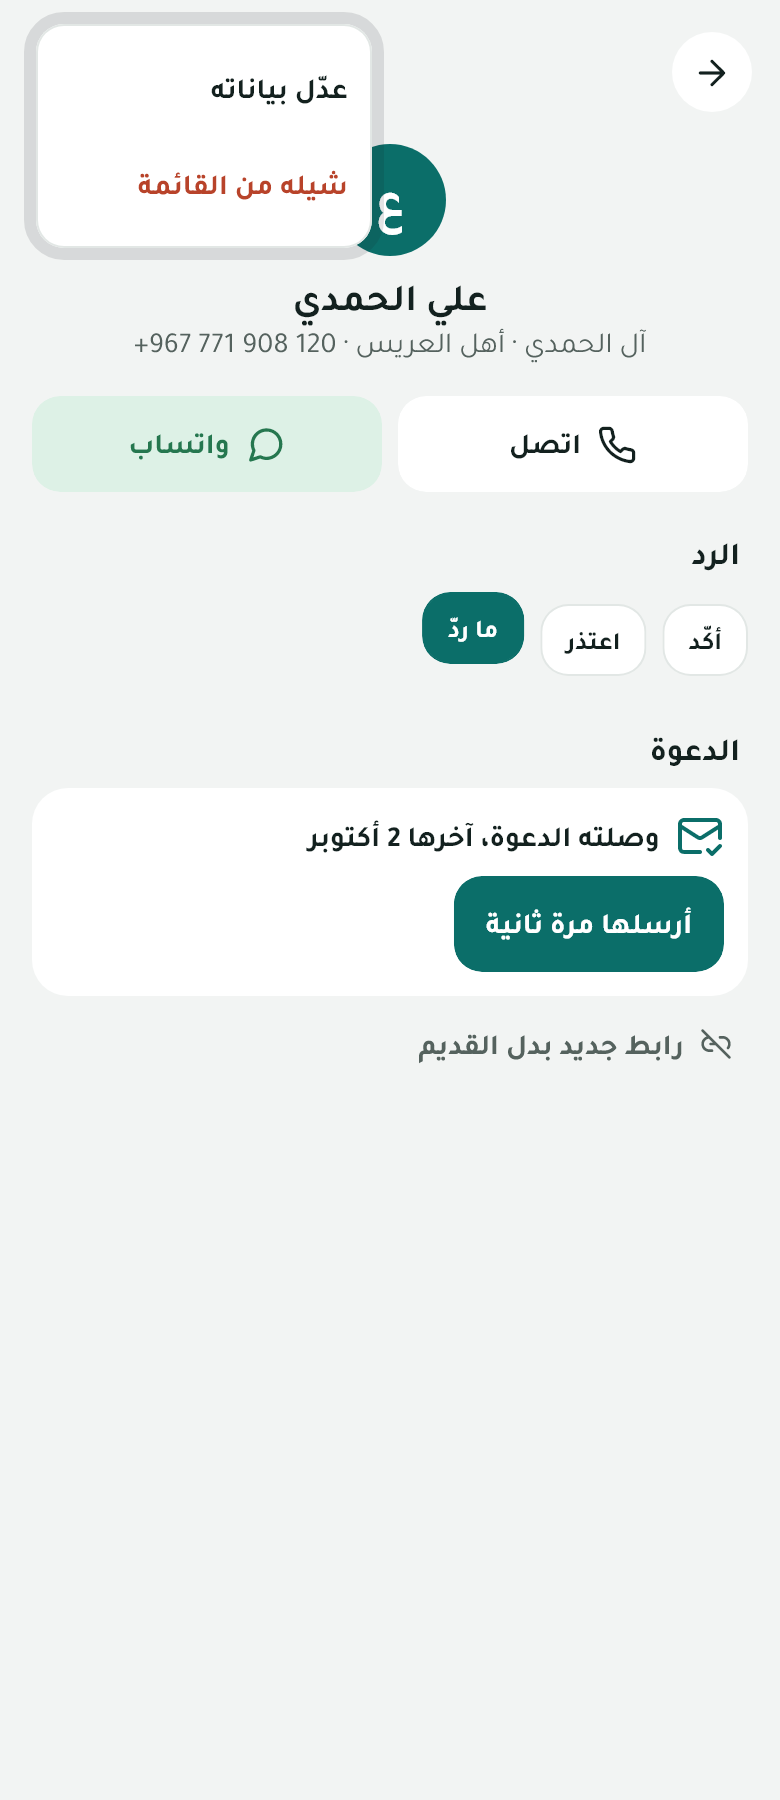 عدّل بياناته
شيله من القائمة
ع
علي الحمدي
آل الحمدي · أهل العريس · 120 908 771 967+
اتصل
واتساب
الرد
أكّد
اعتذر
ما ردّ
الدعوة
وصلته الدعوة، آخرها 2 أكتوبر
أرسلها مرة ثانية
رابط جديد بدل القديم